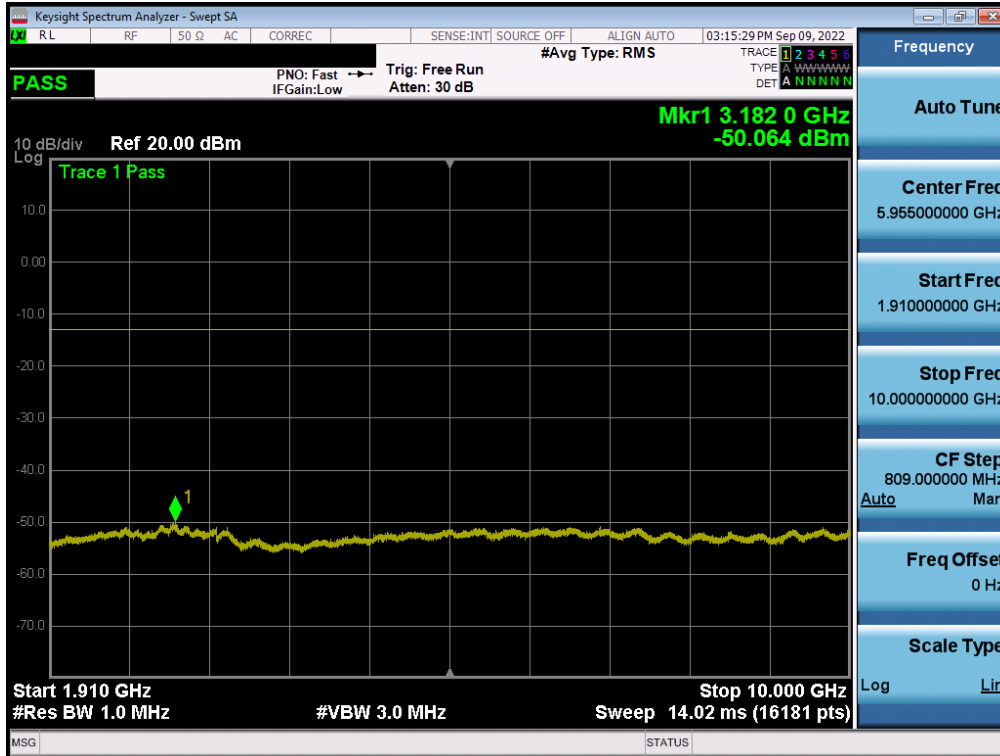 Keysight Spectrum Analyzer - Swept SA
LXI RL RF 50 Ω AC CORREC SENSE:INT SOURCE OFF ALIGN AUTO 03:15:29 PM Sep 09, 2022
#Avg Type: RMS
TRACE 1 2 3 4 5 6
TYPE A WWWWW
DET A N N N N N
PASS
PNO: Fast
IFGain:Low
Trig: Free Run
Atten: 30 dB
Mkr1 3.182 0 GHz
-50.064 dBm
10 dB/div Ref 20.00 dBm
Log
Trace 1 Pass
10.0
0.00
-10.0
-20.0
-30.0
-40.0
1
-50.0
-60.0
-70.0
Start 1.910 GHz Stop 10.000 GHz
#Res BW 1.0 MHz #VBW 3.0 MHz Sweep 14.02 ms (16181 pts)
MSG STATUS
Frequency
Auto Tune
Center Freq
5.955000000 GHz
Start Freq
1.910000000 GHz
Stop Freq
10.000000000 GHz
CF Step
809.000000 MHz
Auto Man
Freq Offset
0 Hz
Scale Type
Log Lin